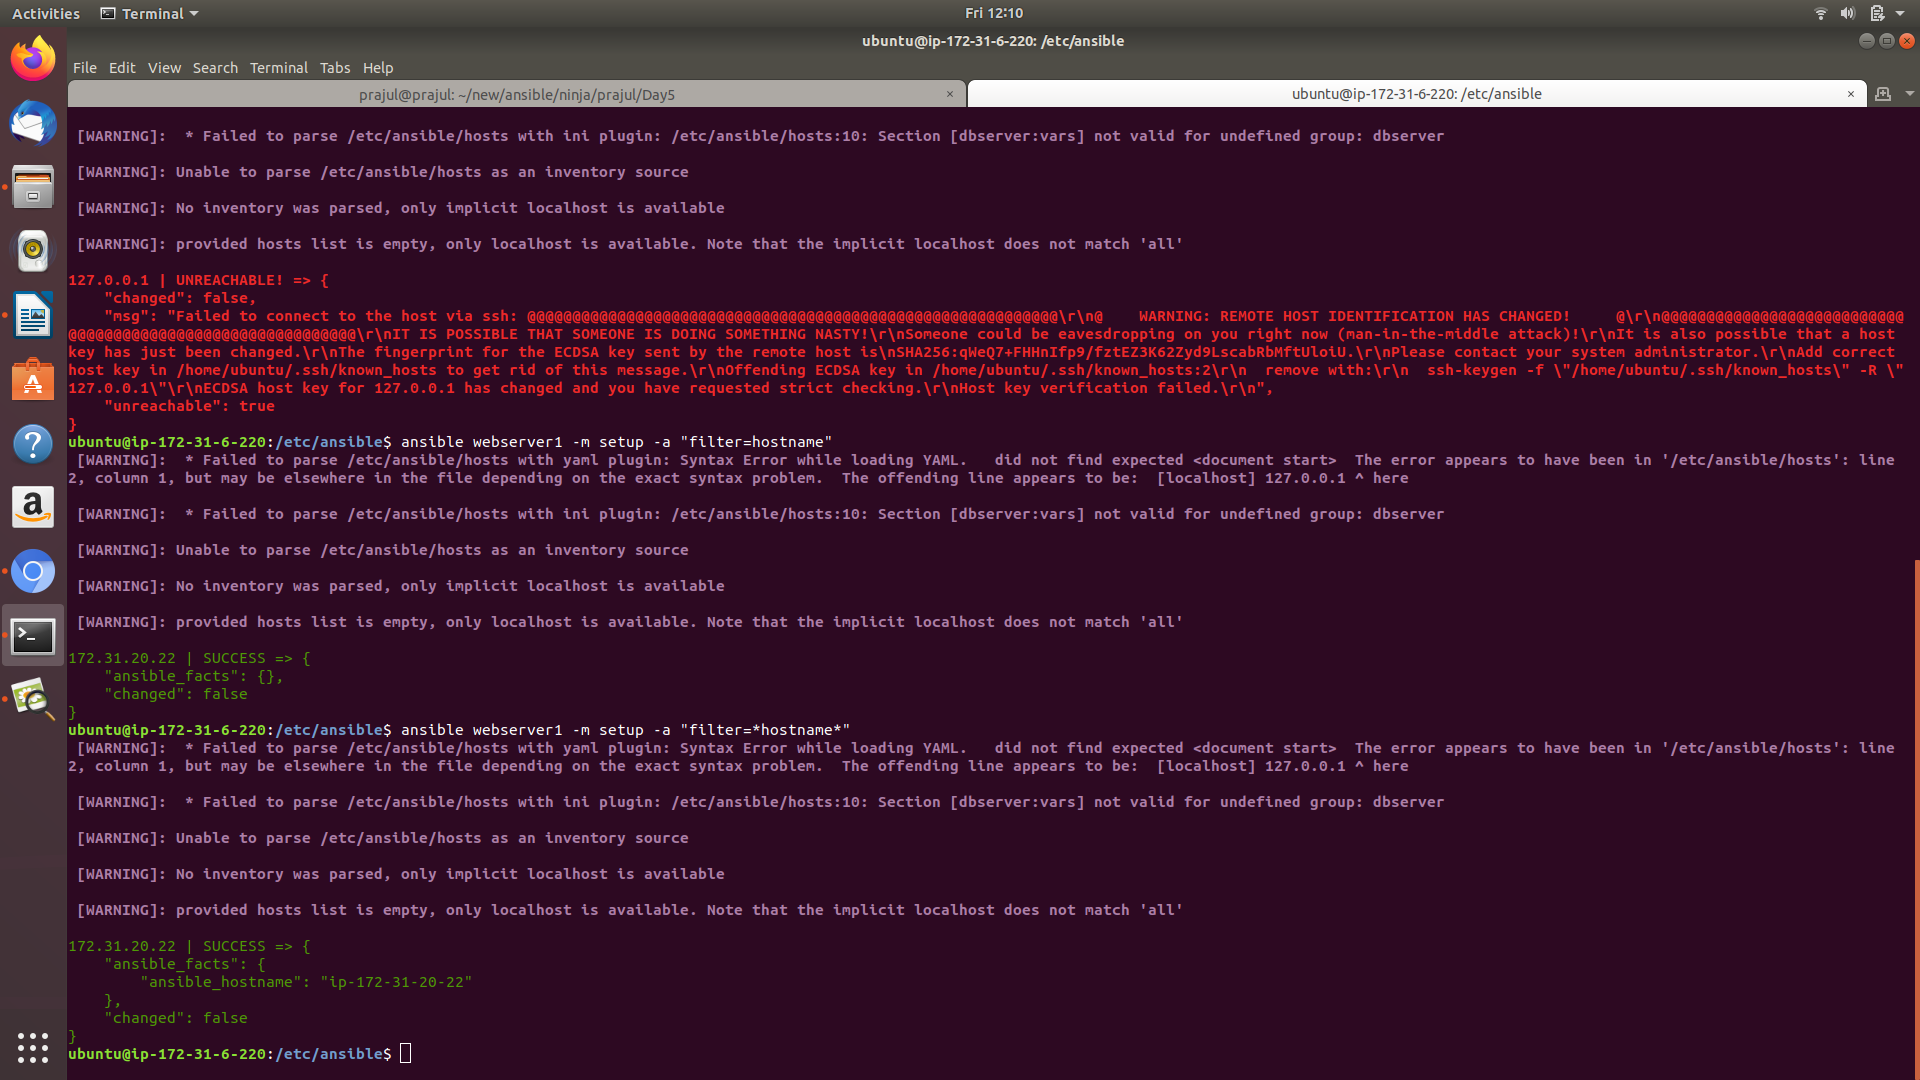 Activities Terminal Fri 12:10
ubuntu@ip-172-31-6-220: /etc/ansible
File Edit View Search Terminal Tabs Help
prajul@prajul: ~/new/ansible/ninja/prajul/Day5 × ubuntu@ip-172-31-6-220: /etc/ansible ×
[WARNING]:  * Failed to parse /etc/ansible/hosts with ini plugin: /etc/ansible/hosts:10: Section [dbserver:vars] not valid for undefined group: dbserver
[WARNING]: Unable to parse /etc/ansible/hosts as an inventory source
[WARNING]: No inventory was parsed, only implicit localhost is available
[WARNING]: provided hosts list is empty, only localhost is available. Note that the implicit localhost does not match 'all'
127.0.0.1 | UNREACHABLE! => {
"changed": false,
"msg": "Failed to connect to the host via ssh: @@@@@@@@@@@@@@@@@@@@@@@@@@@@@@@@@@@@@@@@@@@@@@@@@@@@@@@@@@@\r\n@    WARNING: REMOTE HOST IDENTIFICATION HAS CHANGED!     @\r\n@@@@@@@@@@@@@@@@@@@@@@@@@@@
@@@@@@@@@@@@@@@@@@@@@@@@@@@@@@@@\r\nIT IS POSSIBLE THAT SOMEONE IS DOING SOMETHING NASTY!\r\nSomeone could be eavesdropping on you right now (man-in-the-middle attack)!\r\nIt is also possible that a host
key has just been changed.\r\nThe fingerprint for the ECDSA key sent by the remote host is\nSHA256:qWeQ7+FHHnIfp9/fztEZ3K62Zyd9LscabRbMftUloiU.\r\nPlease contact your system administrator.\r\nAdd correct
host key in /home/ubuntu/.ssh/known_hosts to get rid of this message.\r\nOffending ECDSA key in /home/ubuntu/.ssh/known_hosts:2\r\n  remove with:\r\n  ssh-keygen -f \"/home/ubuntu/.ssh/known_hosts\" -R \"
127.0.0.1\"\r\nECDSA host key for 127.0.0.1 has changed and you have requested strict checking.\r\nHost key verification failed.\r\n",
"unreachable": true
}
ubuntu@ip-172-31-6-220:/etc/ansible$ ansible webserver1 -m setup -a "filter=hostname"
[WARNING]:  * Failed to parse /etc/ansible/hosts with yaml plugin: Syntax Error while loading YAML.   did not find expected <document start>  The error appears to have been in '/etc/ansible/hosts': line
2, column 1, but may be elsewhere in the file depending on the exact syntax problem.  The offending line appears to be:  [localhost] 127.0.0.1 ^ here
[WARNING]:  * Failed to parse /etc/ansible/hosts with ini plugin: /etc/ansible/hosts:10: Section [dbserver:vars] not valid for undefined group: dbserver
[WARNING]: Unable to parse /etc/ansible/hosts as an inventory source
[WARNING]: No inventory was parsed, only implicit localhost is available
[WARNING]: provided hosts list is empty, only localhost is available. Note that the implicit localhost does not match 'all'
172.31.20.22 | SUCCESS => {
"ansible_facts": {},
"changed": false
}
ubuntu@ip-172-31-6-220:/etc/ansible$ ansible webserver1 -m setup -a "filter=*hostname*"
[WARNING]:  * Failed to parse /etc/ansible/hosts with yaml plugin: Syntax Error while loading YAML.   did not find expected <document start>  The error appears to have been in '/etc/ansible/hosts': line
2, column 1, but may be elsewhere in the file depending on the exact syntax problem.  The offending line appears to be:  [localhost] 127.0.0.1 ^ here
[WARNING]:  * Failed to parse /etc/ansible/hosts with ini plugin: /etc/ansible/hosts:10: Section [dbserver:vars] not valid for undefined group: dbserver
[WARNING]: Unable to parse /etc/ansible/hosts as an inventory source
[WARNING]: No inventory was parsed, only implicit localhost is available
[WARNING]: provided hosts list is empty, only localhost is available. Note that the implicit localhost does not match 'all'
172.31.20.22 | SUCCESS => {
"ansible_facts": {
"ansible_hostname": "ip-172-31-20-22"
},
"changed": false
}
ubuntu@ip-172-31-6-220:/etc/ansible$